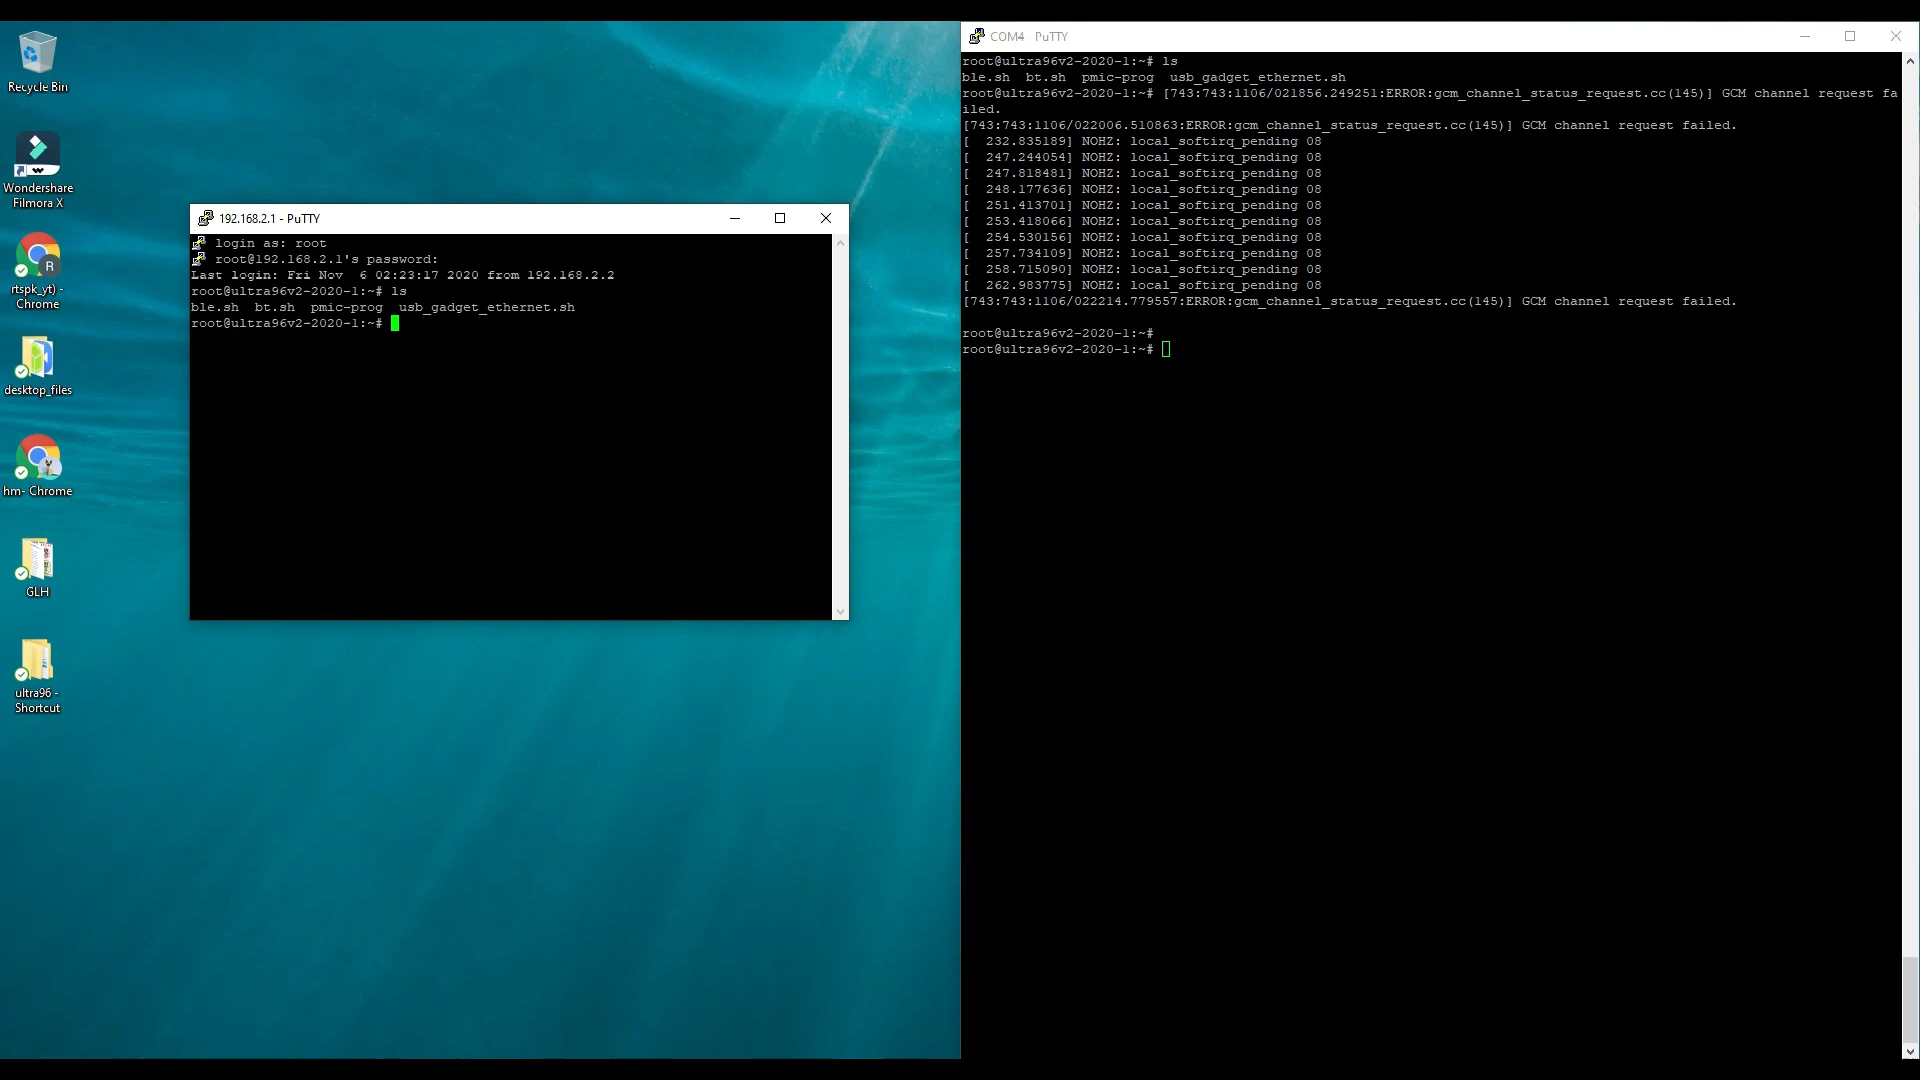 Recycle Bin
Wondershare
Filmora X
R
rtspk_yt) -
Chrome
desktop_files
hm- Chrome
GLH
ultra96 -
Shortcut
192.168.2.1 - PuTTY
login as: root
root@192.168.2.1's password:
Last login: Fri Nov  6 02:23:17 2020 from 192.168.2.2
root@ultra96v2-2020-1:~# ls
ble.sh  bt.sh  pmic-prog  usb_gadget_ethernet.sh
root@ultra96v2-2020-1:~#
COM4  PuTTY
root@ultra96v2-2020-1:~# ls
ble.sh  bt.sh  pmic-prog  usb_gadget_ethernet.sh
root@ultra96v2-2020-1:~# [743:743:1106/021856.249251:ERROR:gcm_channel_status_request.cc(145)] GCM channel request fa
iled.
[743:743:1106/022006.510863:ERROR:gcm_channel_status_request.cc(145)] GCM channel request failed.
[  232.835189] NOHZ: local_softirq_pending 08
[  247.244054] NOHZ: local_softirq_pending 08
[  247.818481] NOHZ: local_softirq_pending 08
[  248.177636] NOHZ: local_softirq_pending 08
[  251.413701] NOHZ: local_softirq_pending 08
[  253.418066] NOHZ: local_softirq_pending 08
[  254.530156] NOHZ: local_softirq_pending 08
[  257.734109] NOHZ: local_softirq_pending 08
[  258.715090] NOHZ: local_softirq_pending 08
[  262.983775] NOHZ: local_softirq_pending 08
[743:743:1106/022214.779557:ERROR:gcm_channel_status_request.cc(145)] GCM channel request failed.
root@ultra96v2-2020-1:~#
root@ultra96v2-2020-1:~#